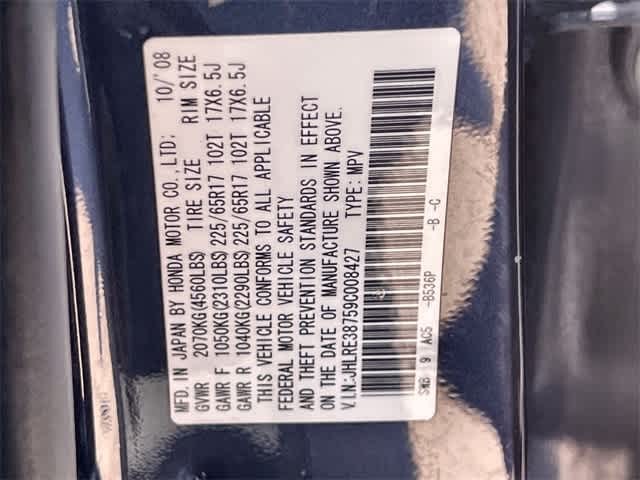 MFD. IN JAPAN BY HONDA MOTOR CO., LTD; 10/'08
GVWR 2070KG(4560LBS) TIRE SIZE RIM SIZE
GAWR F 1050KG(2310LBS) 225/65R17 102T 17X6.5J
GAWR R 1040KG(2290LBS) 225/65R17 102T 17X6.5J
THIS VEHICLE CONFORMS TO ALL APPLICABLE
FEDERAL MOTOR VEHICLE SAFETY
AND THEFT PREVENTION STANDARDS IN EFFECT
ON THE DATE OF MANUFACTURE SHOWN ABOVE.
V.I.N.:JHLRE38759C008427 TYPE: MPV
SWB 9 AC5 -B536P -B -C